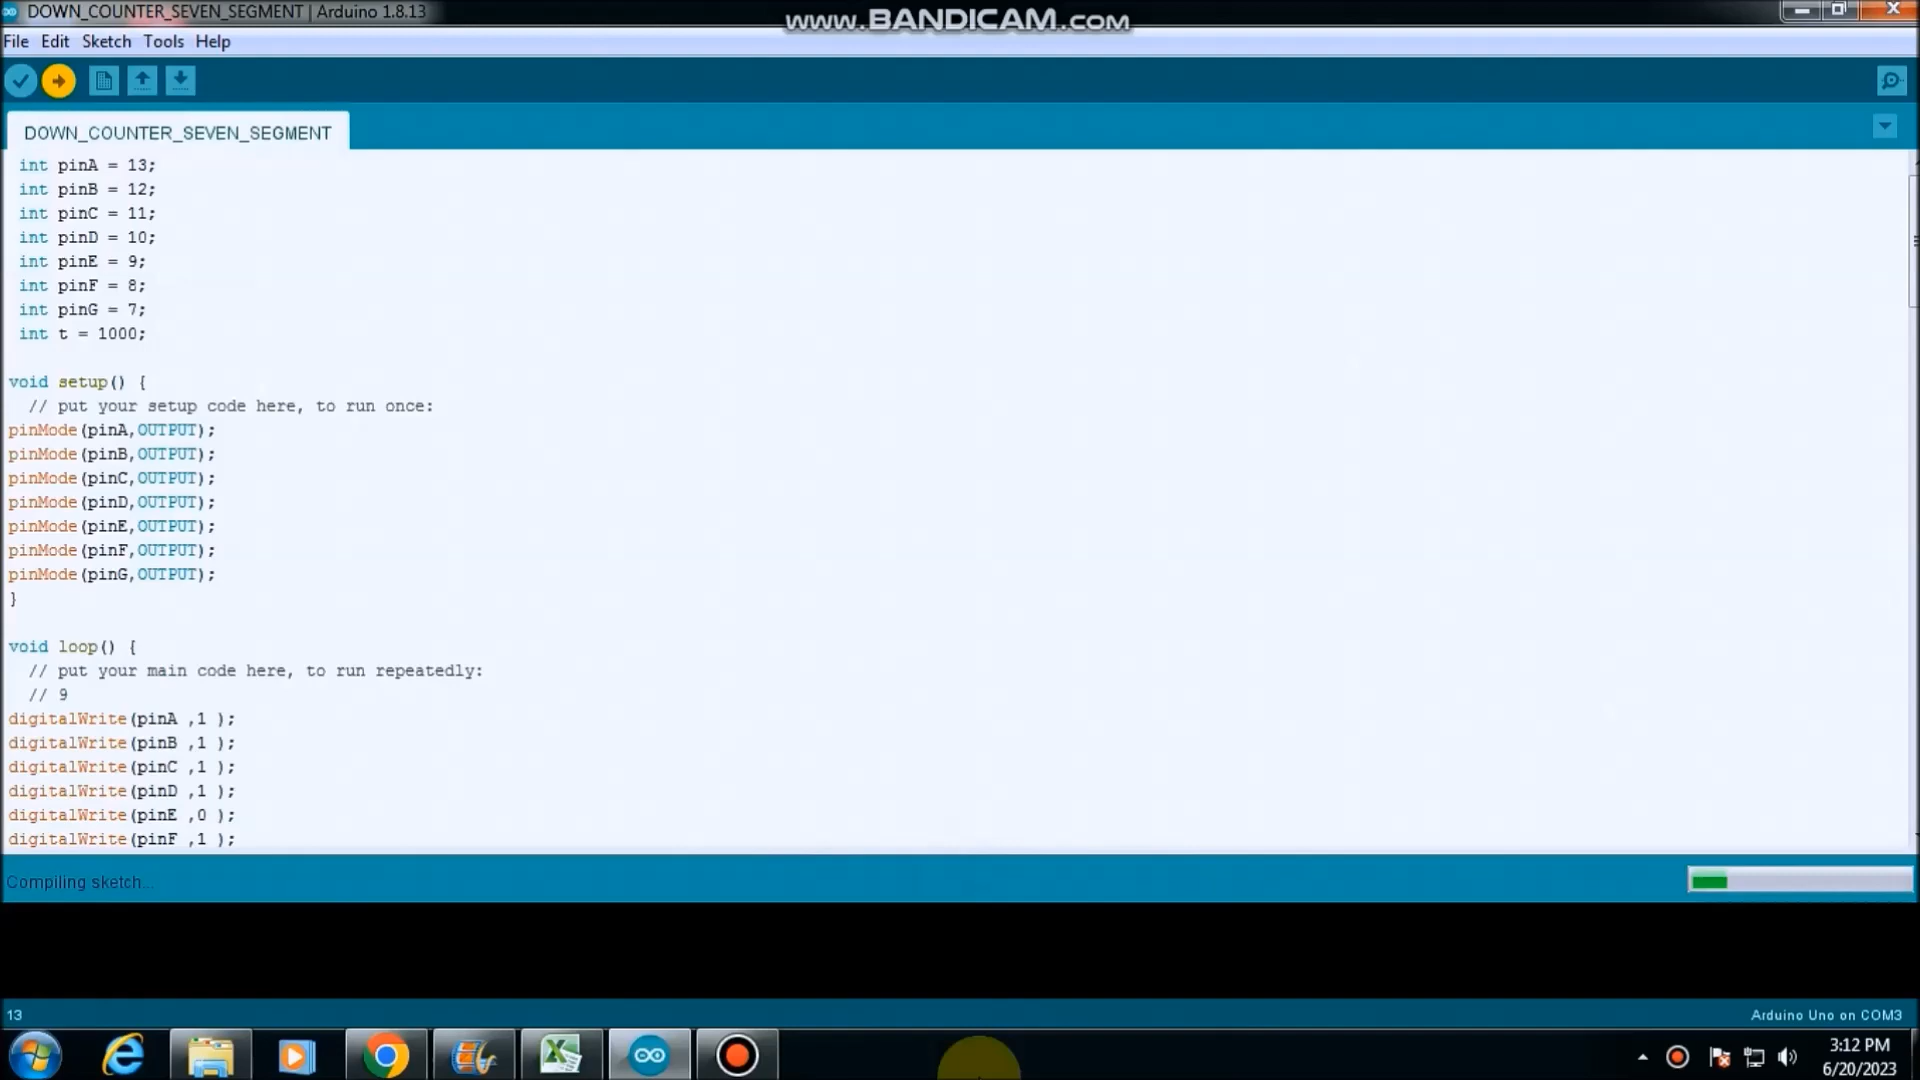 DOWN_COUNTER_SEVEN_SEGMENT | Arduino 1.8.13
www.BANDICAM.com
File Edit Sketch Tools Help
DOWN_COUNTER_SEVEN_SEGMENT
int pinA = 13;
int pinB = 12;
int pinC = 11;
int pinD = 10;
int pinE = 9;
int pinF = 8;
int pinG = 7;
int t = 1000;
void setup() {
// put your setup code here, to run once:
pinMode(pinA,OUTPUT);
pinMode(pinB,OUTPUT);
pinMode(pinC,OUTPUT);
pinMode(pinD,OUTPUT);
pinMode(pinE,OUTPUT);
pinMode(pinF,OUTPUT);
pinMode(pinG,OUTPUT);
}
void loop() {
// put your main code here, to run repeatedly:
// 9
digitalWrite(pinA ,1 );
digitalWrite(pinB ,1 );
digitalWrite(pinC ,1 );
digitalWrite(pinD ,1 );
digitalWrite(pinE ,0 );
digitalWrite(pinF ,1 );
Compiling sketch...
13
Arduino Uno on COM3
3:12 PM
6/20/2023